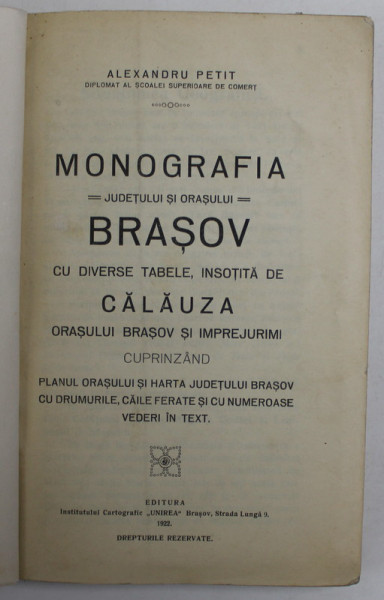 ALEXANDRU PETIT
DIPLOMAT AL ȘCOALEI SUPERIOARE DE COMERȚ
MONOGRAFIA
JUDEȚULUI ȘI ORAȘULUI
BRAȘOV
CU DIVERSE TABELE, INSOȚITĂ DE
CĂLĂUZA
ORAȘULUI BRAȘOV ȘI IMPREJURIMI
CUPRINZÂND
PLANUL ORAȘULUI ȘI HARTA JUDEȚULUI BRAȘOV
CU DRUMURILE, CĂILE FERATE ȘI CU NUMEROASE
VEDERI ÎN TEXT.
EDITURA
Institutului Cartografic „UNIREA" Brașov, Strada Lungă 9.
1922.
DREPTURILE REZERVATE.